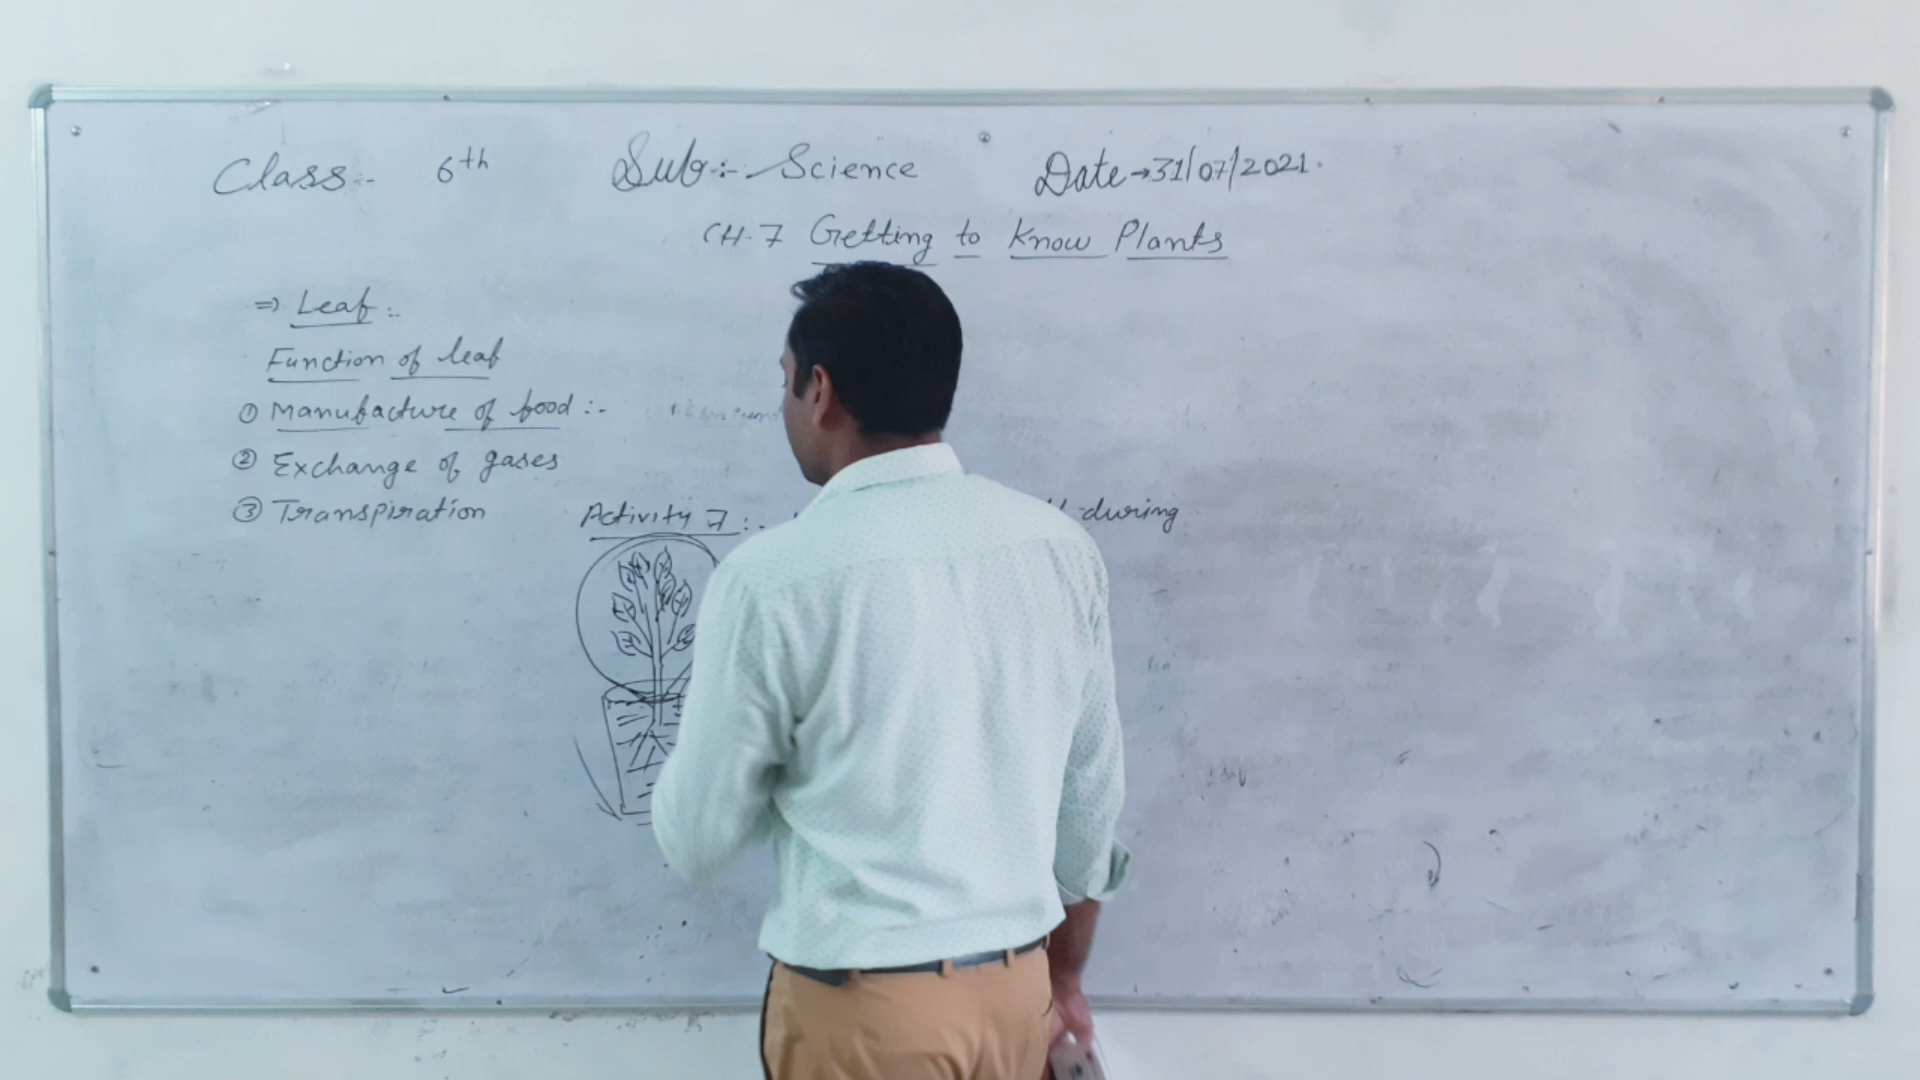 Class:- 6th Sub:- Science Date→31/07/2021.
CH.7 Getting to Know Plants
⇒ Leaf:-
Function of leaf
① Manufacture of food :-
② Exchange of gases
③ Transpiration
Activity 7:- during